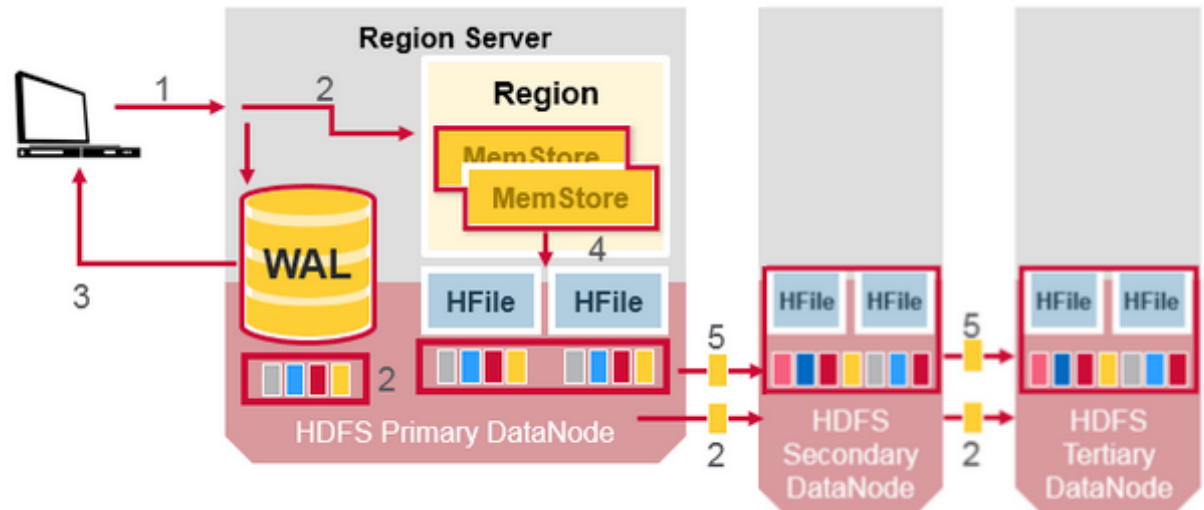 Region Server
1
2
Region
MemStore
MemStore
WAL
3
4
HFile HFile
HFile HFile
HFile HFile
2
5
5
HDFS Primary DataNode
2
2
HDFS
Secondary
DataNode
HDFS
Tertiary
DataNode